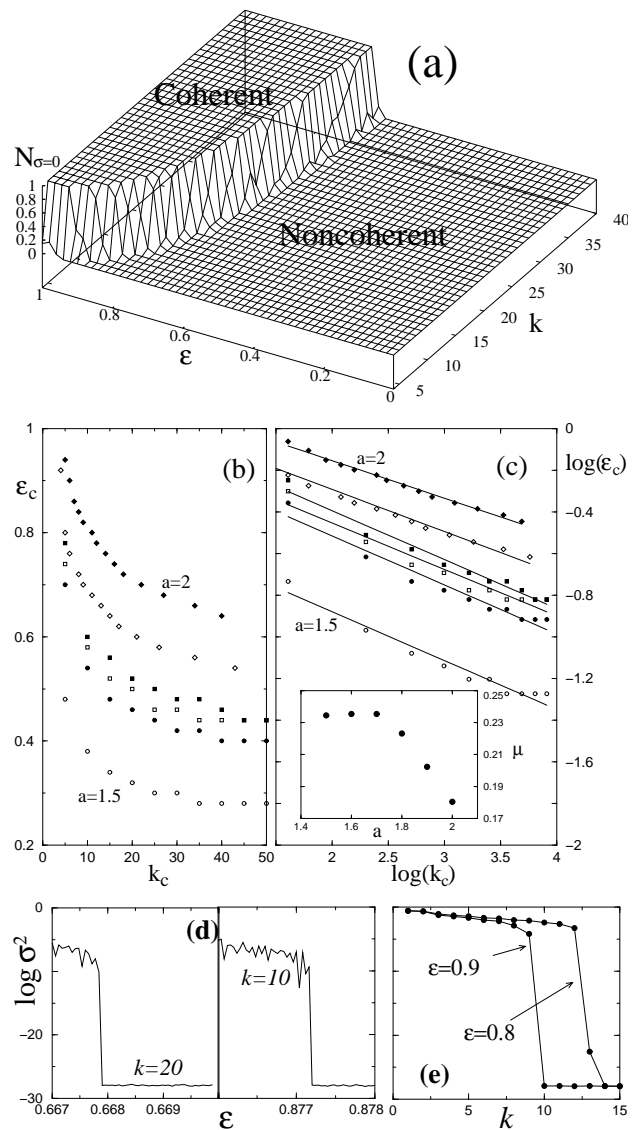 (a)
Coherent
Noncoherent
N σ=0
1
0.8
0.6
0.4
0.2
0
1
0.8
0.6
0.4
0.2
0
ε
5
10
15
20
25
30
35
40
k
(b)
εc
1
0.8
0.6
0.4
0.2
a=2
a=1.5
0 10 20 30 40 50
kc
(c)
log(εc)
0
−0.4
−0.8
−1.2
−1.6
−2
a=2
a=1.5
2 2.5 3 3.5 4
log(kc)
0.25
0.23
0.21
0.19
0.17
μ
1.4 1.6 1.8 2
a
(d)
log σ²
0
−10
−20
−30
k=20
k=10
0.667 0.668 0.669
0.877 0.878
ε
(e)
ε=0.9
ε=0.8
0 5 10 15
k